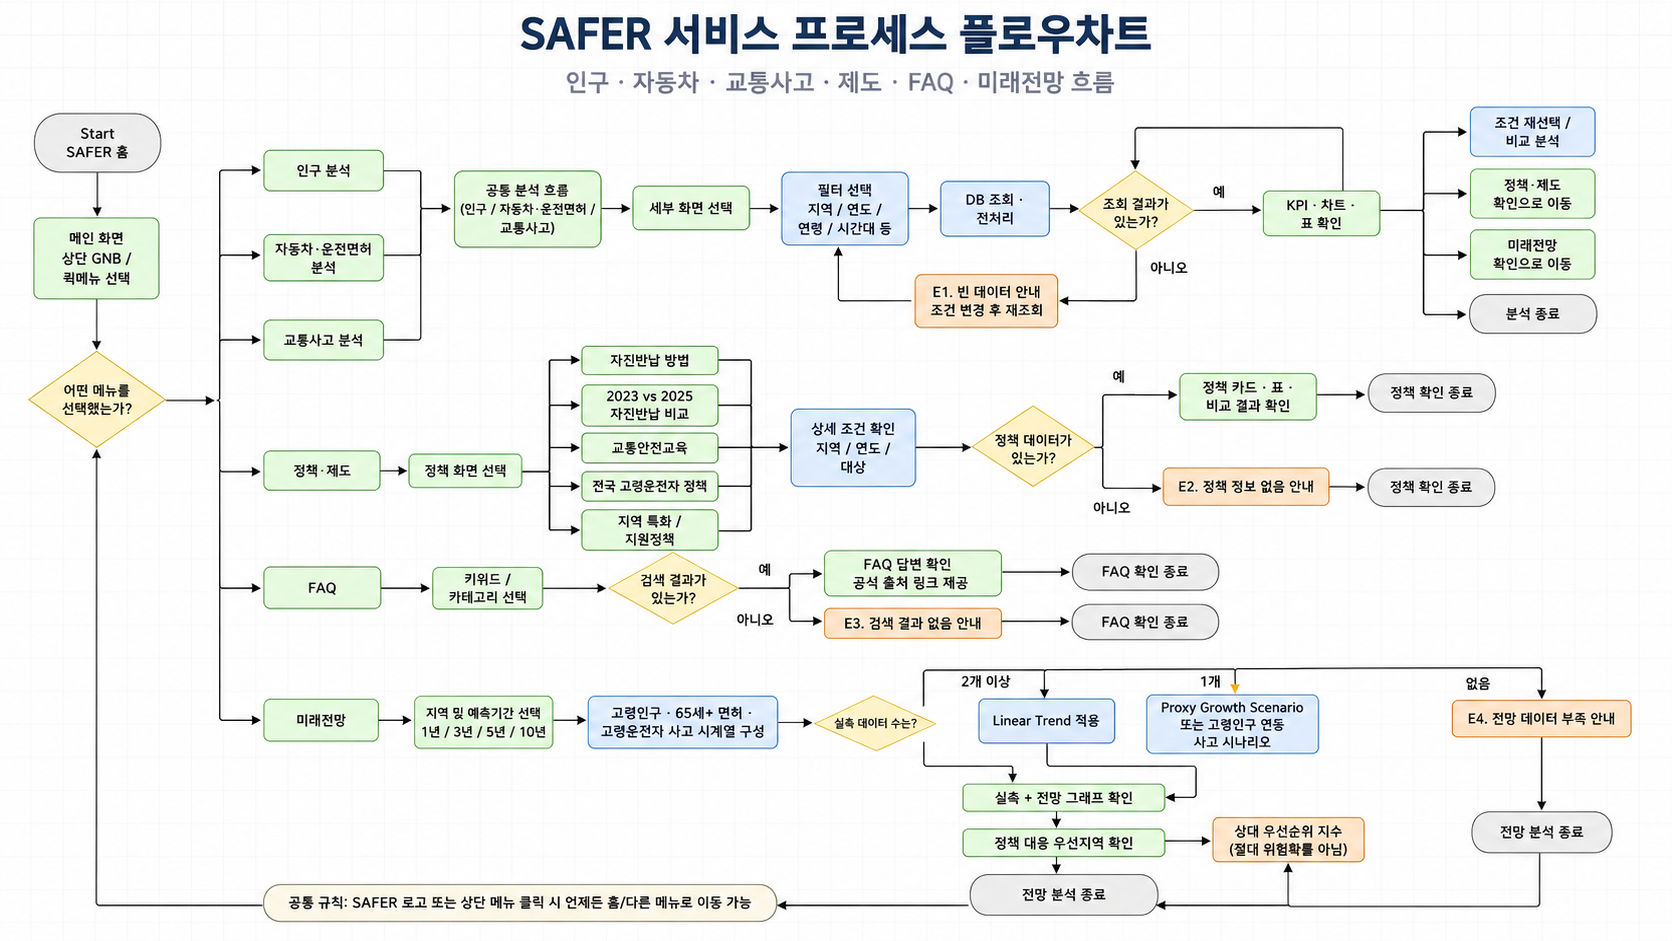 SAFER 서비스 프로세스 플로우차트
인구 · 자동차 · 교통사고 · 제도 · FAQ · 미래전망 흐름
Start
SAFER 홈
메인 화면
상단 GNB /
퀵메뉴 선택
어떤 메뉴를
선택했는가?
인구 분석
자동차·운전면허
분석
교통사고 분석
공통 분석 흐름
(인구 / 자동차·운전면허 /
교통사고)
세부 화면 선택
필터 선택
지역 / 연도 /
연령 / 시간대 등
DB 조회 ·
전처리
조회 결과가
있는가?
예
아니오
E1. 빈 데이터 안내
조건 변경 후 재조회
KPI · 차트 ·
표 확인
조건 재선택 /
비교 분석
정책·제도
확인으로 이동
미래전망
확인으로 이동
분석 종료
정책·제도
정책 화면 선택
자진반납 방법
2023 vs 2025
자진반납 비교
교통안전교육
전국 고령운전자 정책
지역 특화 /
지원정책
상세 조건 확인
지역 / 연도 /
대상
정책 데이터가
있는가?
예
정책 카드 · 표 ·
비교 결과 확인
정책 확인 종료
아니오
E2. 정책 정보 없음 안내
정책 확인 종료
FAQ
키위드 /
카테고리 선택
검색 결과가
있는가?
예
FAQ 답변 확인
공식 출처 링크 제공
FAQ 확인 종료
아니오
E3. 검색 결과 없음 안내
FAQ 확인 종료
미래전망
지역 및 예측기간 선택
1년 / 3년 / 5년 / 10년
고령인구 · 65세+ 면허 ·
고령운전자 사고 시계열 구성
실측 데이터 수는?
2개 이상
Linear Trend 적용
1개
Proxy Growth Scenario
또는 고령인구 연동
사고 시나리오
없음
E4. 전망 데이터 부족 안내
실측 + 전망 그래프 확인
정책 대응 우선지역 확인
상대 우선순위 지수
(절대 위험확률 아님)
전망 분석 종료
전망 분석 종료
공통 규칙: SAFER 로고 또는 상단 메뉴 클릭 시 언제든 홈/다른 메뉴로 이동 가능